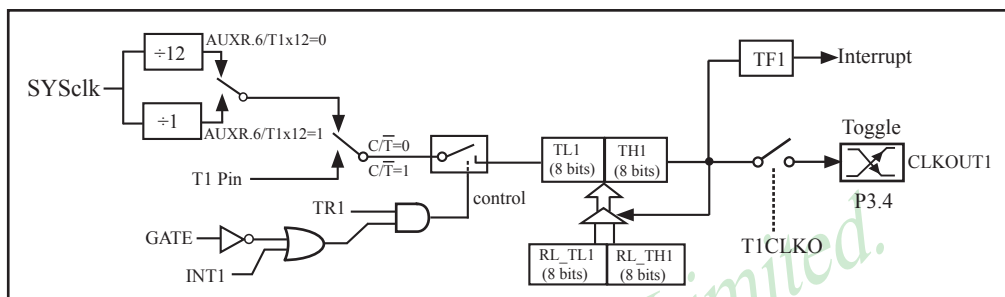 AUXR.6/T1x12=0
÷12
SYSclk
÷1
AUXR.6/T1x12=1
TF1
Interrupt
Toggle
C/T̅=0
C/T̅=1
TL1
(8 bits)
TH1
(8 bits)
CLKOUT1
T1 Pin
control
P3.4
TR1
GATE
T1CLKO
INT1
RL_TL1
(8 bits)
RL_TH1
(8 bits)
Limited.